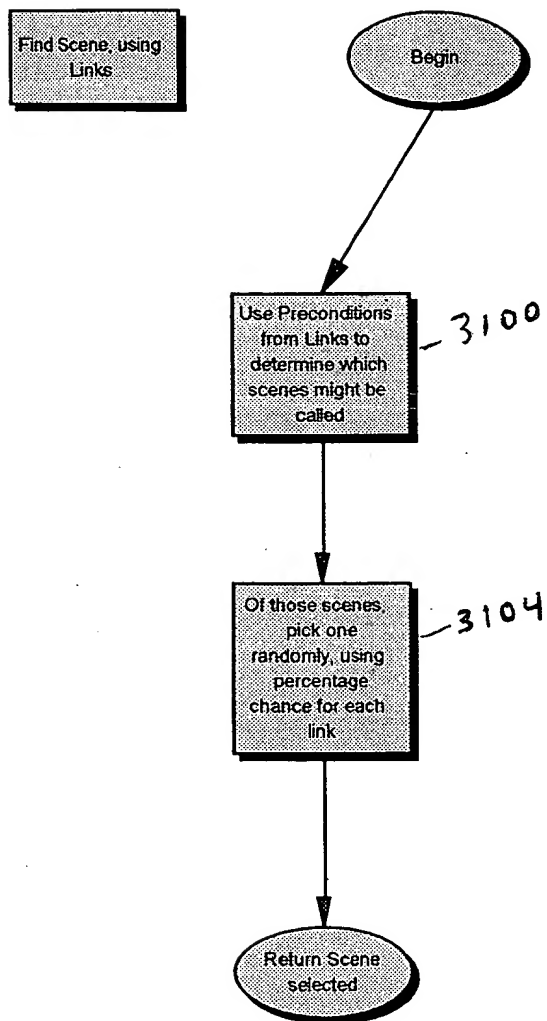 Find Scene, using
Links
Begin
Use Preconditions
from Links to
determine which
scenes might be
called
3100
Of those scenes,
pick one
randomly, using
percentage
chance for each
link
3104
Return Scene
selected